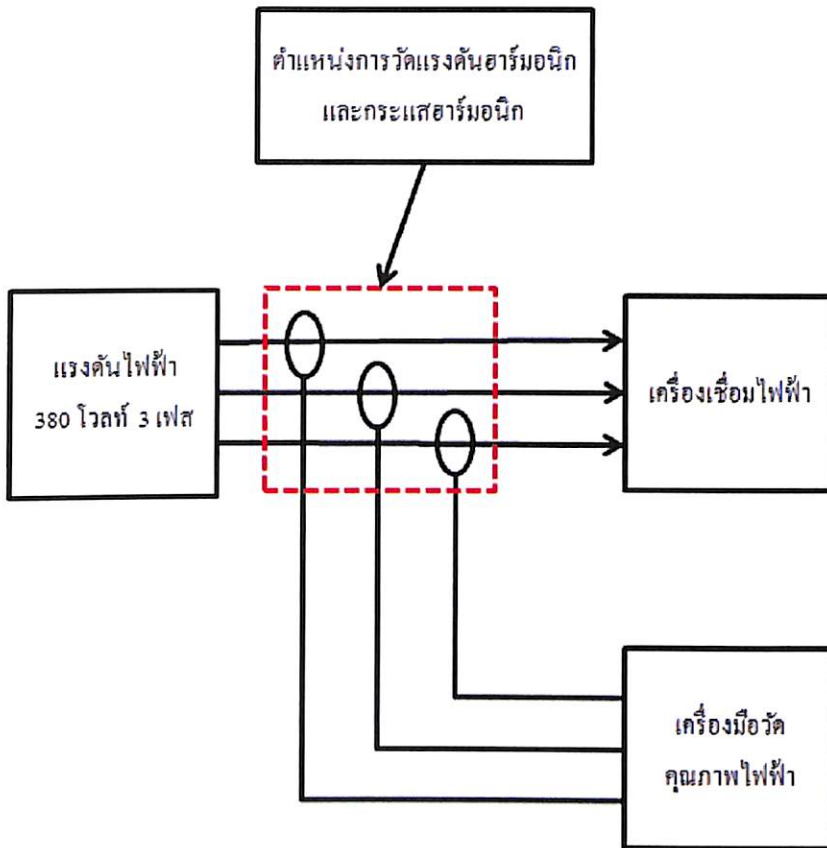 ตำแหน่งการวัดแรงดันฮาร์มอนิก
และกระแสฮาร์มอนิก
แรงดันไฟฟ้า
380 โวลท์ 3 เฟส
เครื่องเชื่อมไฟฟ้า
เครื่องมือวัด
คุณภาพไฟฟ้า